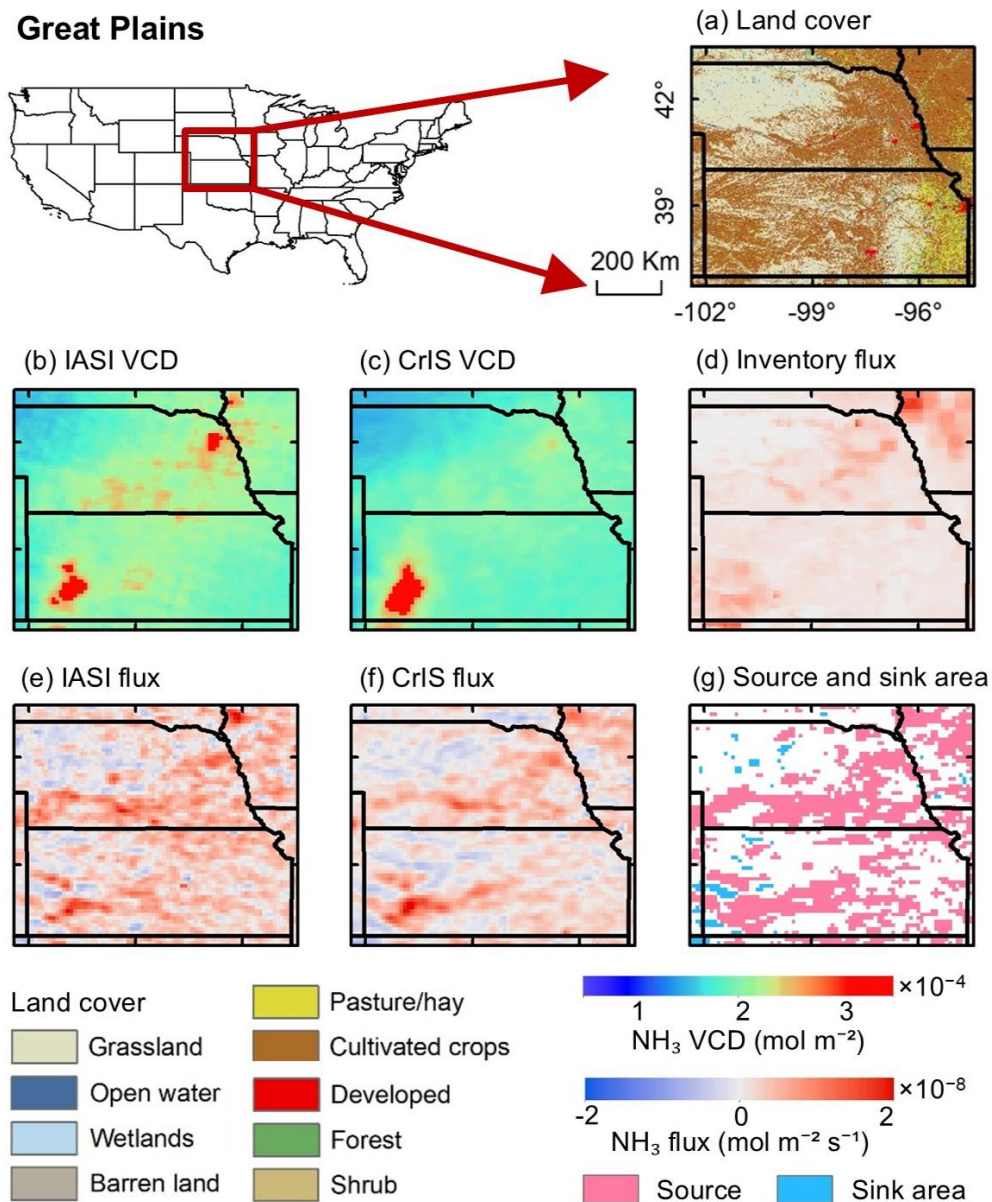 Great Plains
(a) Land cover
42°
39°
200 Km
-102°
-99°
-96°
(b) IASI VCD
(c) CrIS VCD
(d) Inventory flux
(e) IASI flux
(f) CrIS flux
(g) Source and sink area
Land cover
Grassland
Open water
Wetlands
Barren land
Pasture/hay
Cultivated crops
Developed
Forest
Shrub
×10⁻⁴
1 2 3
NH₃ VCD (mol m⁻²)
×10⁻⁸
-2 0 2
NH₃ flux (mol m⁻² s⁻¹)
Source
Sink area